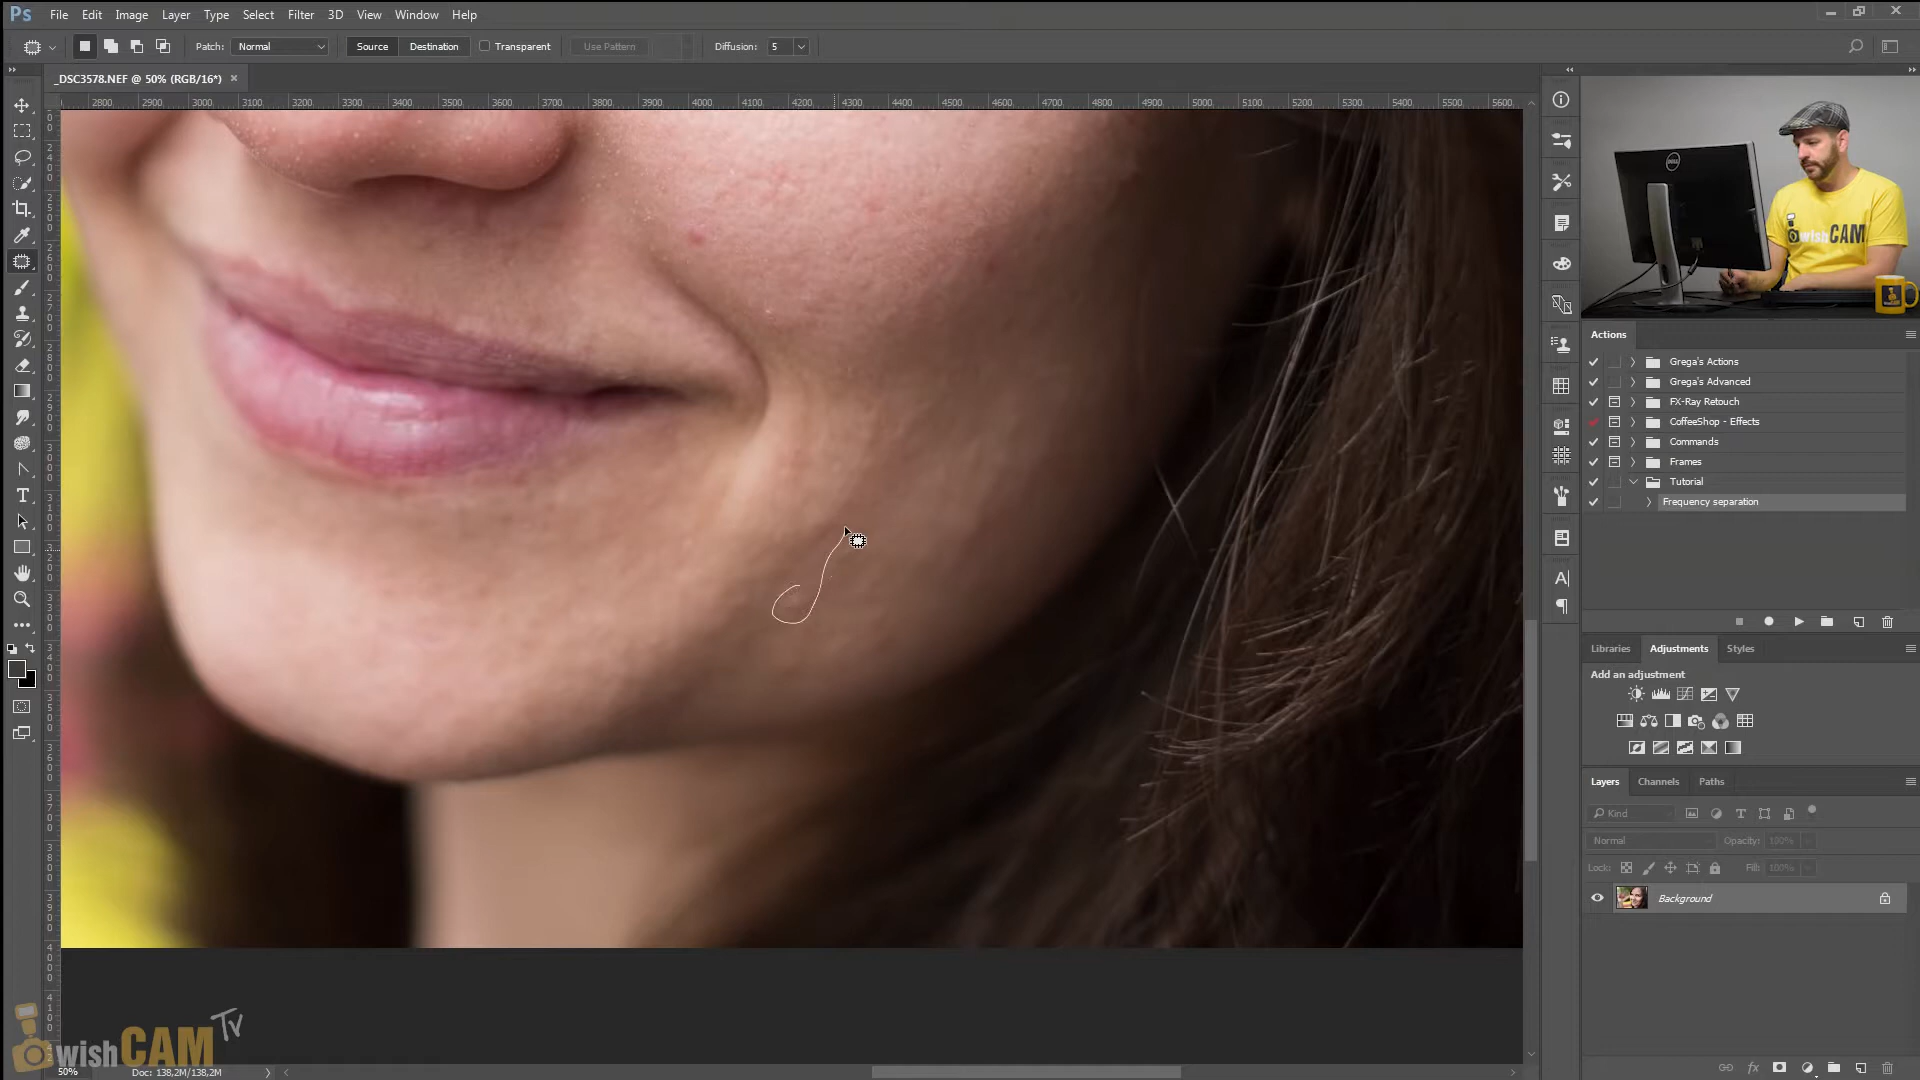 Ps File Edit Image Layer Type Select Filter 3D View Window Help
Patch: Normal Source Destination Transparent Use Pattern Diffusion: 5
_DSC3578.NEF @ 50% (RGB/16*) ×
2800 2900 3000 3100 3200 3300 3400 3500 3600 3700 3800 3900 4000 4100 4200 4300 4400 4500 4600 4700 4800 4900 5000 5100 5200 5300 5400 5500 5600
DELL
wishCAM
Actions
Grega's Actions
Grega's Advanced
FX-Ray Retouch
CoffeeShop - Effects
Commands
Frames
Tutorial
Frequency separation
Libraries Adjustments Styles
Add an adjustment
Layers Channels Paths
Kind
Normal Opacity: 100%
Lock: Fill: 100%
Background
wishCAM Tv
50% Doc: 138,2M/138,2M